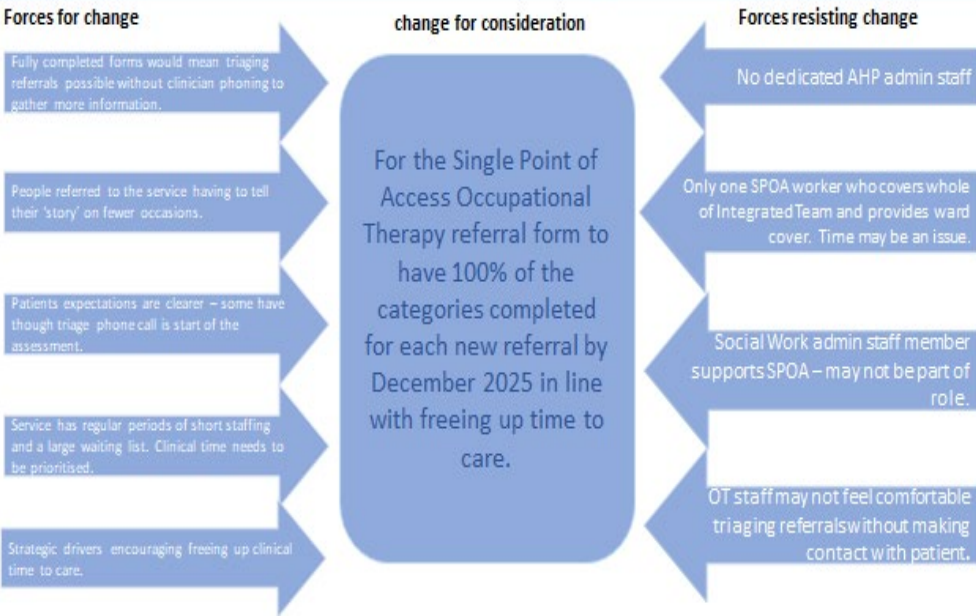 Forces for change
Fully completed forms would mean triaging
referrals possible without clinician phoning to
gather more information.
People referred to the service having to tell
their 'story' on fewer occasions.
Patients expectations are clearer – some have
though triage phone call is start of the
assessment.
Service has regular periods of short staffing
and a large waiting list. Clinical time needs to
be prioritised.
Strategic drivers encouraging freeing up clinical
time to care.
change for consideration
For the Single Point of
Access Occupational
Therapy referral form to
have 100% of the
categories completed
for each new referral by
December 2025 in line
with freeing up time to
care.
Forces resisting change
No dedicated AHP admin staff
Only one SPOA worker who covers whole
of Integrated Team and provides ward
cover. Time may be an issue.
Social Work admin staff member
supports SPOA – may not be part of
role.
OT staff may not feel comfortable
triaging referrals without making
contact with patient.